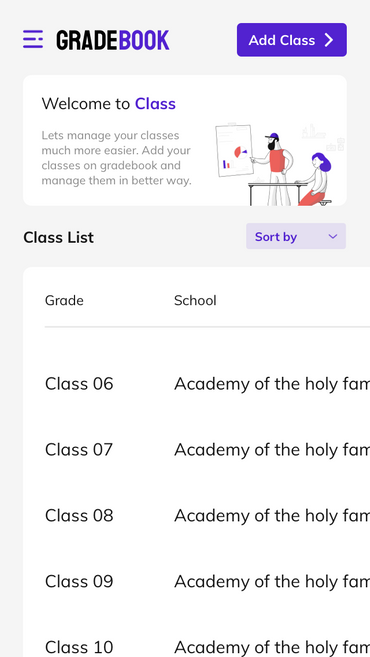 GRADEBOOK
Add Class
Welcome to Class
Lets manage your classes
much more easier. Add your
classes on gradebook and
manage them in better way.
Class List
Sort by
Grade School
Class 06 Academy of the holy fam
Class 07 Academy of the holy fam
Class 08 Academy of the holy fam
Class 09 Academy of the holy fam
Class 10 Academy of the holy fam